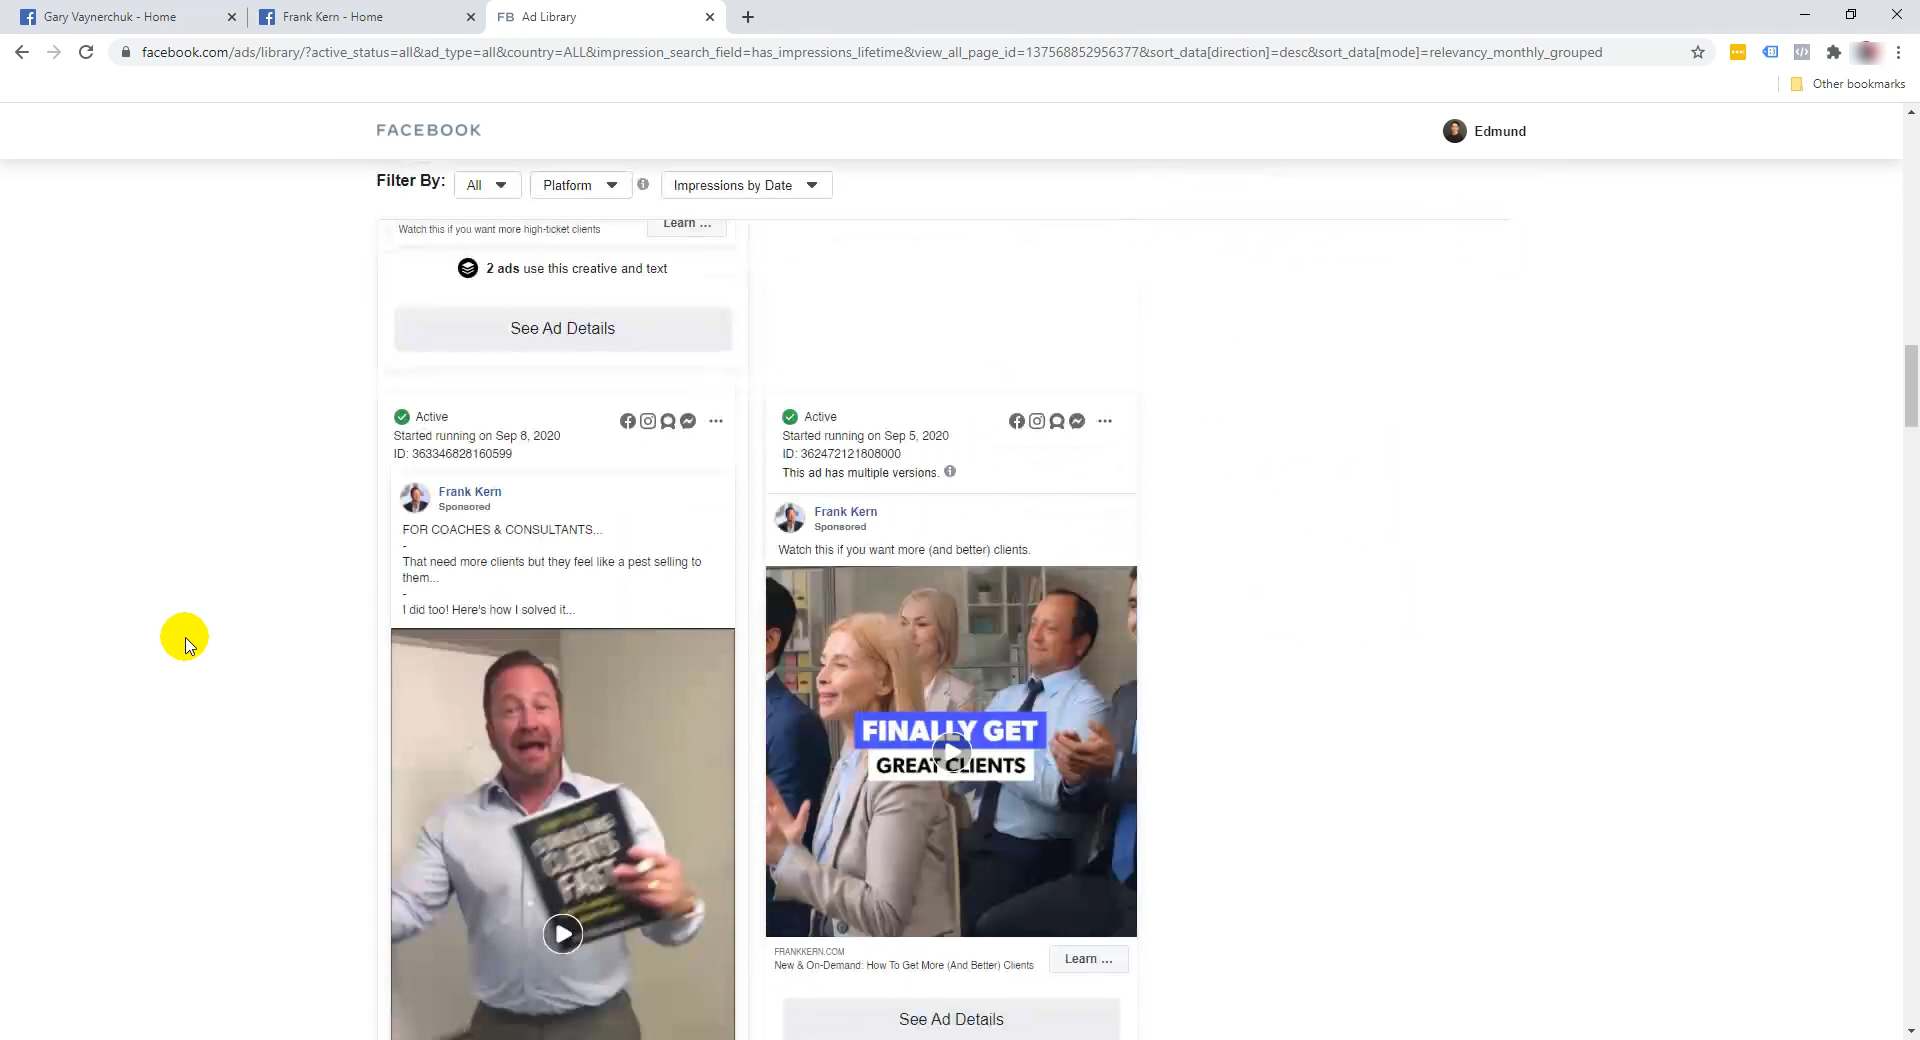 Gary Vaynerchuk - Home
Frank Kern - Home
FB Ad Library
facebook.com/ads/library/?active_status=all&ad_type=all&country=ALL&impression_search_field=has_impressions_lifetime&view_all_page_id=137568852956377&sort_data[direction]=desc&sort_data[mode]=relevancy_monthly_grouped
Other bookmarks
FACEBOOK
Edmund
Filter By: All Platform Impressions by Date
Watch this if you want more high-ticket clients
Learn ...
2 ads use this creative and text
See Ad Details
Active
Started running on Sep 8, 2020
ID: 363346828160599
Frank Kern
Sponsored
FOR COACHES & CONSULTANTS...
-
That need more clients but they feel like a pest selling to
them...
-
I did too! Here's how I solved it...
CLIENT
FAST
Active
Started running on Sep 5, 2020
ID: 362472121808000
This ad has multiple versions.
Frank Kern
Sponsored
Watch this if you want more (and better) clients.
FINALLY GET
GREAT CLIENTS
FRANKKERN.COM
New & On-Demand: How To Get More (And Better) Clients
Learn ...
See Ad Details